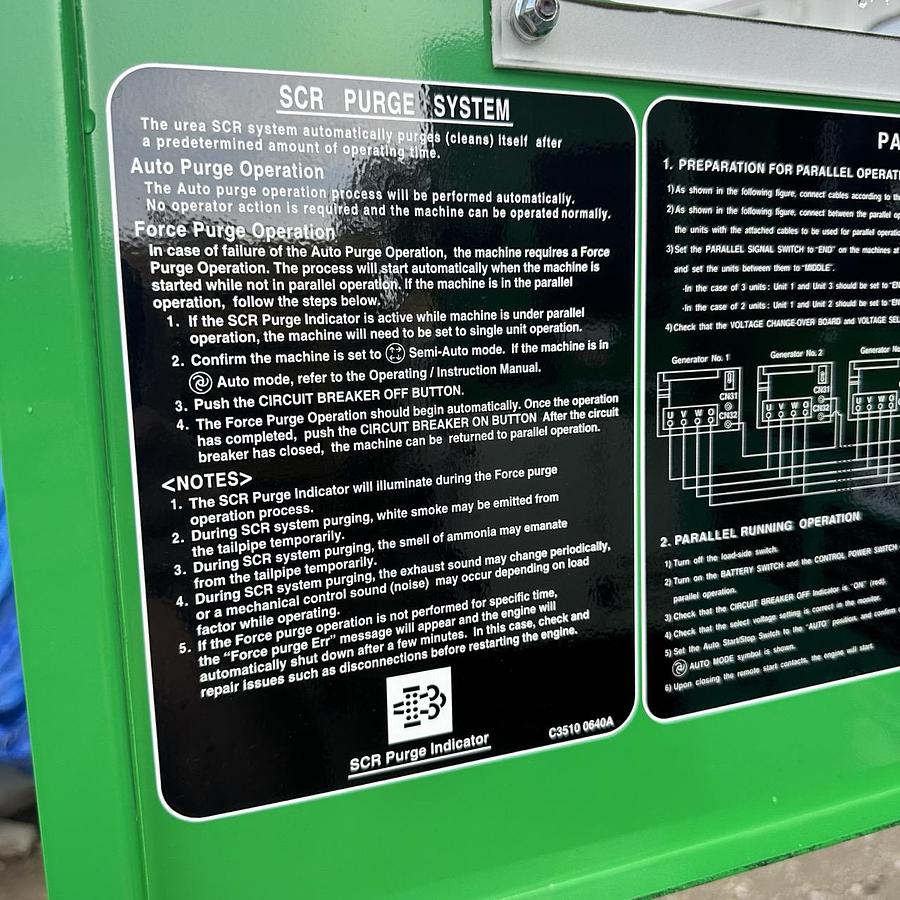 SCR PURGE SYSTEM
The urea SCR system automatically purges (cleans) itself after
a predetermined amount of operating time.
Auto Purge Operation
The Auto purge operation process will be performed automatically.
No operator action is required and the machine can be operated normally.
Force Purge Operation
In case of failure of the Auto Purge Operation, the machine requires a Force
Purge Operation. The process will start automatically when the machine is
started while not in parallel operation. If the machine is in the parallel
operation, follow the steps below,
1. If the SCR Purge Indicator is active while machine is under parallel
operation, the machine will need to be set to single unit operation.
2. Confirm the machine is set to Semi-Auto mode. If the machine is in
Auto mode, refer to the Operating / Instruction Manual.
3. Push the CIRCUIT BREAKER OFF BUTTON.
4. The Force Purge Operation should begin automatically. Once the operation
has completed, push the CIRCUIT BREAKER ON BUTTON After the circuit
breaker has closed, the machine can be returned to parallel operation.
<NOTES>
1. The SCR Purge Indicator will illuminate during the Force purge
operation process.
2. During SCR system purging, white smoke may be emitted from
the tailpipe temporarily.
3. During SCR system purging, the smell of ammonia may emanate
from the tailpipe temporarily.
4. During SCR system purging, the exhaust sound may change periodically,
or a mechanical control sound (noise) may occur depending on load
factor while operating.
5. If the Force purge operation is not performed for specific time,
the "Force purge Err" message will appear and the engine will
automatically shut down after a few minutes. In this case, check and
repair issues such as disconnections before restarting the engine.
SCR Purge Indicator
C3510 0640A
PA
1. PREPARATION FOR PARALLEL OPERATI
1) As shown in the following figure, connect cables according to the
2) As shown in the following figure, connect between the parallel op
the units with the attached cables to be used for parallel operatio
3) Set the PARALLEL SIGNAL SWITCH to "END" on the machines at
and set the units between them to "MIDDLE".
·In the case of 3 units: Unit 1 and Unit 3 should be set to "EN
·In the case of 2 units: Unit 1 and Unit 2 should be set to "EN
4) Check that the VOLTAGE CHANGE-OVER BOARD and VOLTAGE SEL
Generator No. 1
Generator No. 2
Generator No
CN31
CN32
U V W O
CN31
CN32
U V W O
U V W O
2. PARALLEL RUNNING OPERATION
1) Turn off the load-side switch.
2) Turn on the BATTERY SWITCH and the CONTROL POWER SWITCH
parallel operation.
3) Check that the CIRCUIT BREAKER OFF Indicator is "ON" (red).
4) Check that the select voltage setting is correct in the monitor.
5) Set the Auto Start/Stop Switch to the "AUTO" position, and confirm
AUTO MODE symbol is shown.
6) Upon closing the remote start contacts, the engine will start